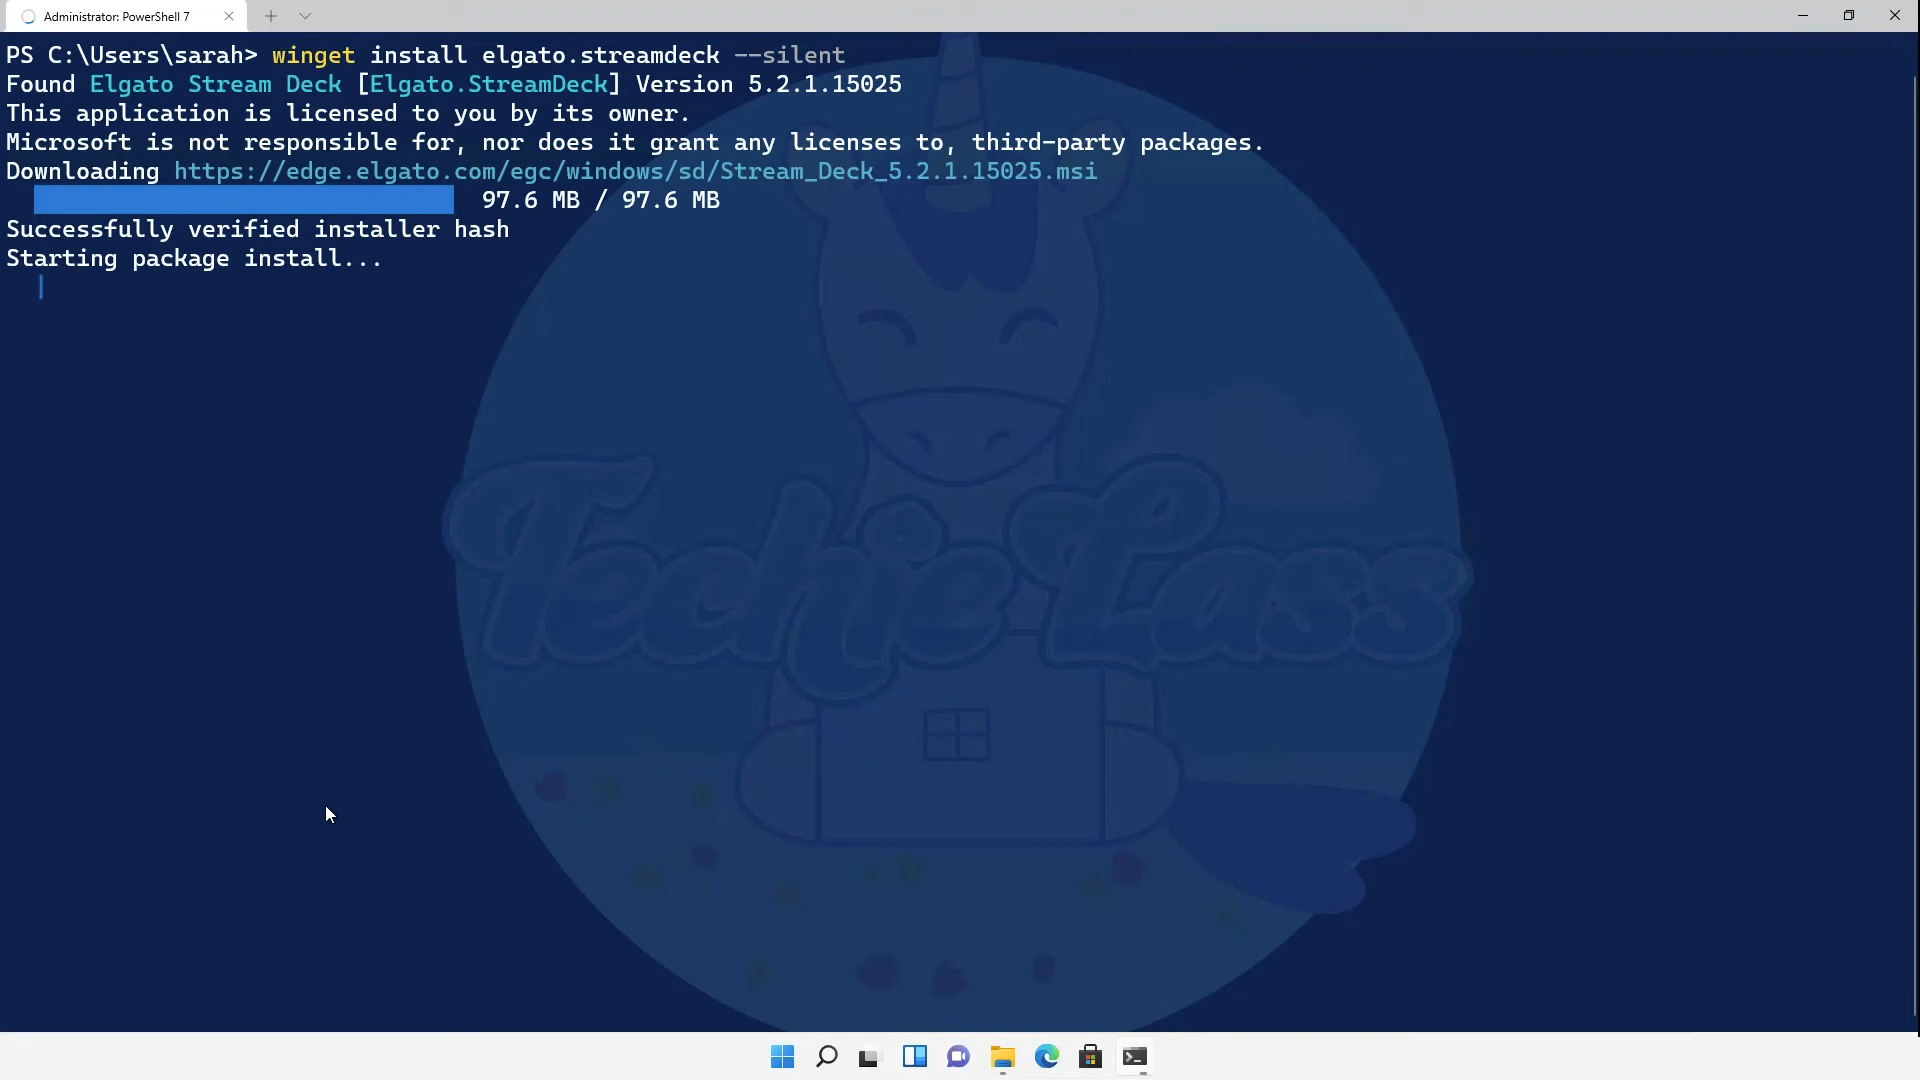 Administrator: PowerShell 7
PS C:\Users\sarah> winget install elgato.streamdeck --silent
Found Elgato Stream Deck [Elgato.StreamDeck] Version 5.2.1.15025
This application is licensed to you by its owner.
Microsoft is not responsible for, nor does it grant any licenses to, third-party packages.
Downloading https://edge.elgato.com/egc/windows/sd/Stream_Deck_5.2.1.15025.msi
97.6 MB / 97.6 MB
Successfully verified installer hash
Starting package install...
Techie Lass